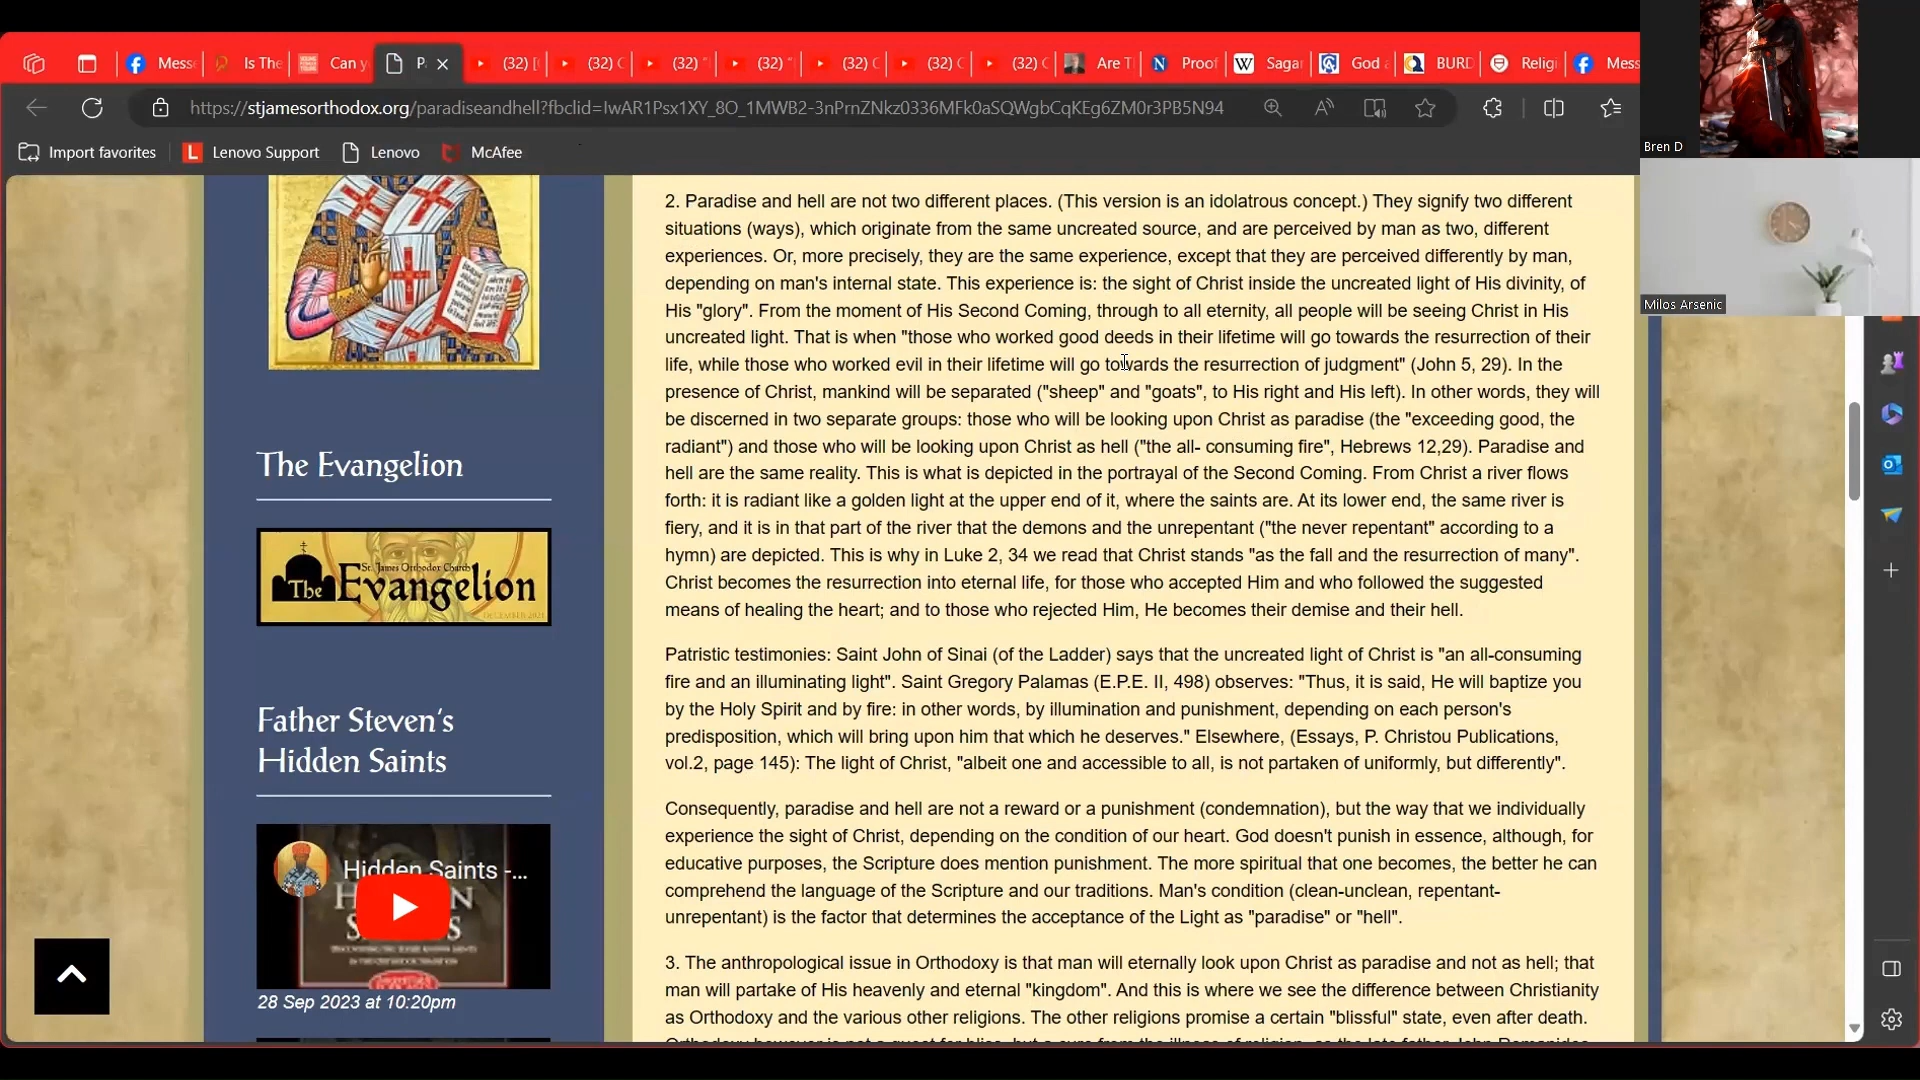 Mess
Is The
Can y
P
(32) [
(32) C
(32) "
(32) "
(32) C
(32) C
(32) C
Are T
Proof
Sagan
God a
BURD
Religi
Mess
https://stjamesorthodox.org/paradiseandhell?fbclid=IwAR1Psx1XY_8O_1MWB2-3nPrnZNkz0336MFk0aSQWgbCqKEg6ZM0r3PB5N94
Import favorites
Lenovo Support
Lenovo
McAfee
Bren D
Milos Arsenic
The Evangelion
St. James Orthodox Church
The Evangelion
DECEMBER 2021
Father Steven's
Hidden Saints
Hidden Saints -...
28 Sep 2023 at 10:20pm
2. Paradise and hell are not two different places. (This version is an idolatrous concept.) They signify two different
situations (ways), which originate from the same uncreated source, and are perceived by man as two, different
experiences. Or, more precisely, they are the same experience, except that they are perceived differently by man,
depending on man's internal state. This experience is: the sight of Christ inside the uncreated light of His divinity, of
His "glory". From the moment of His Second Coming, through to all eternity, all people will be seeing Christ in His
uncreated light. That is when "those who worked good deeds in their lifetime will go towards the resurrection of their
life, while those who worked evil in their lifetime will go towards the resurrection of judgment" (John 5, 29). In the
presence of Christ, mankind will be separated ("sheep" and "goats", to His right and His left). In other words, they will
be discerned in two separate groups: those who will be looking upon Christ as paradise (the "exceeding good, the
radiant") and those who will be looking upon Christ as hell ("the all- consuming fire", Hebrews 12,29). Paradise and
hell are the same reality. This is what is depicted in the portrayal of the Second Coming. From Christ a river flows
forth: it is radiant like a golden light at the upper end of it, where the saints are. At its lower end, the same river is
fiery, and it is in that part of the river that the demons and the unrepentant ("the never repentant" according to a
hymn) are depicted. This is why in Luke 2, 34 we read that Christ stands "as the fall and the resurrection of many".
Christ becomes the resurrection into eternal life, for those who accepted Him and who followed the suggested
means of healing the heart; and to those who rejected Him, He becomes their demise and their hell.
Patristic testimonies: Saint John of Sinai (of the Ladder) says that the uncreated light of Christ is "an all-consuming
fire and an illuminating light". Saint Gregory Palamas (E.P.E. II, 498) observes: "Thus, it is said, He will baptize you
by the Holy Spirit and by fire: in other words, by illumination and punishment, depending on each person's
predisposition, which will bring upon him that which he deserves." Elsewhere, (Essays, P. Christou Publications,
vol.2, page 145): The light of Christ, "albeit one and accessible to all, is not partaken of uniformly, but differently".
Consequently, paradise and hell are not a reward or a punishment (condemnation), but the way that we individually
experience the sight of Christ, depending on the condition of our heart. God doesn't punish in essence, although, for
educative purposes, the Scripture does mention punishment. The more spiritual that one becomes, the better he can
comprehend the language of the Scripture and our traditions. Man's condition (clean-unclean, repentant-
unrepentant) is the factor that determines the acceptance of the Light as "paradise" or "hell".
3. The anthropological issue in Orthodoxy is that man will eternally look upon Christ as paradise and not as hell; that
man will partake of His heavenly and eternal "kingdom". And this is where we see the difference between Christianity
as Orthodoxy and the various other religions. The other religions promise a certain "blissful" state, even after death.